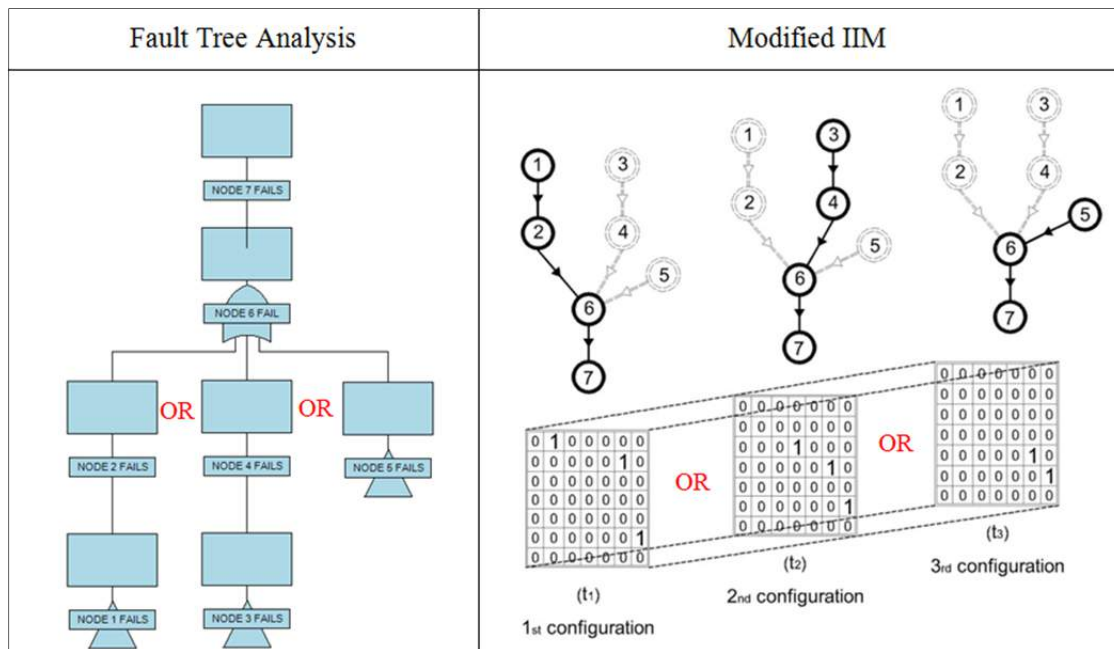 Fault Tree Analysis
NODE 7 FAILS
NODE 6 FAIL
OR
OR
NODE 2 FAILS
NODE 4 FAILS
NODE 5 FAILS
NODE 1 FAILS
NODE 3 FAILS
Modified IIM
1
3
2
4
5
6
7
1
3
2
4
5
6
7
1
3
2
4
5
6
7
0 1 0 0 0 0 0
0 0 0 0 0 1 0
0 0 0 0 0 0 0
0 0 0 0 0 0 0
0 0 0 0 0 0 0
0 0 0 0 0 0 1
0 0 0 0 0 0 0
(t1)
1st configuration
OR
0 0 0 0 0 0 0
0 0 0 0 0 0 0
0 0 0 1 0 0 0
0 0 0 0 0 1 0
0 0 0 0 0 0 0
0 0 0 0 0 0 1
0 0 0 0 0 0 0
(t2)
2nd configuration
OR
0 0 0 0 0 0 0
0 0 0 0 0 0 0
0 0 0 0 0 0 0
0 0 0 0 0 0 0
0 0 0 0 0 1 0
0 0 0 0 0 0 1
0 0 0 0 0 0 0
(t3)
3rd configuration